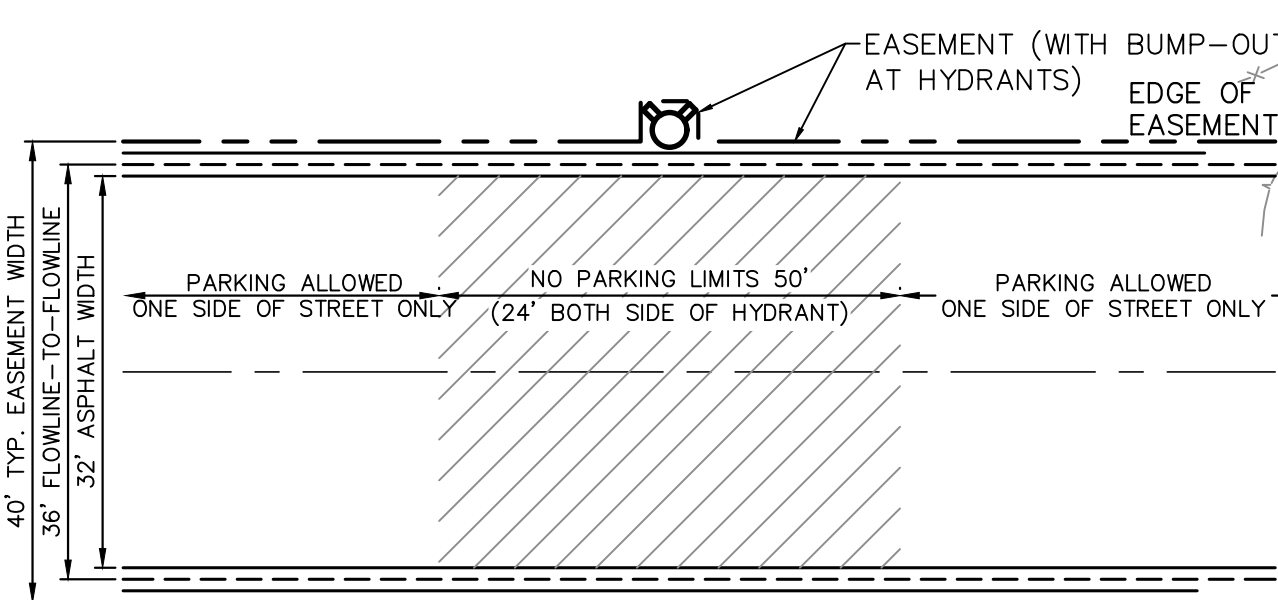 EASEMENT (WITH BUMP-OUT
AT HYDRANTS)
EDGE OF
EASEMENT
PARKING ALLOWED
ONE SIDE OF STREET ONLY
NO PARKING LIMITS 50'
(24' BOTH SIDE OF HYDRANT)
PARKING ALLOWED
ONE SIDE OF STREET ONLY
40' TYP. EASEMENT WIDTH
36' FLOWLINE-TO-FLOWLINE
32' ASPHALT WIDTH